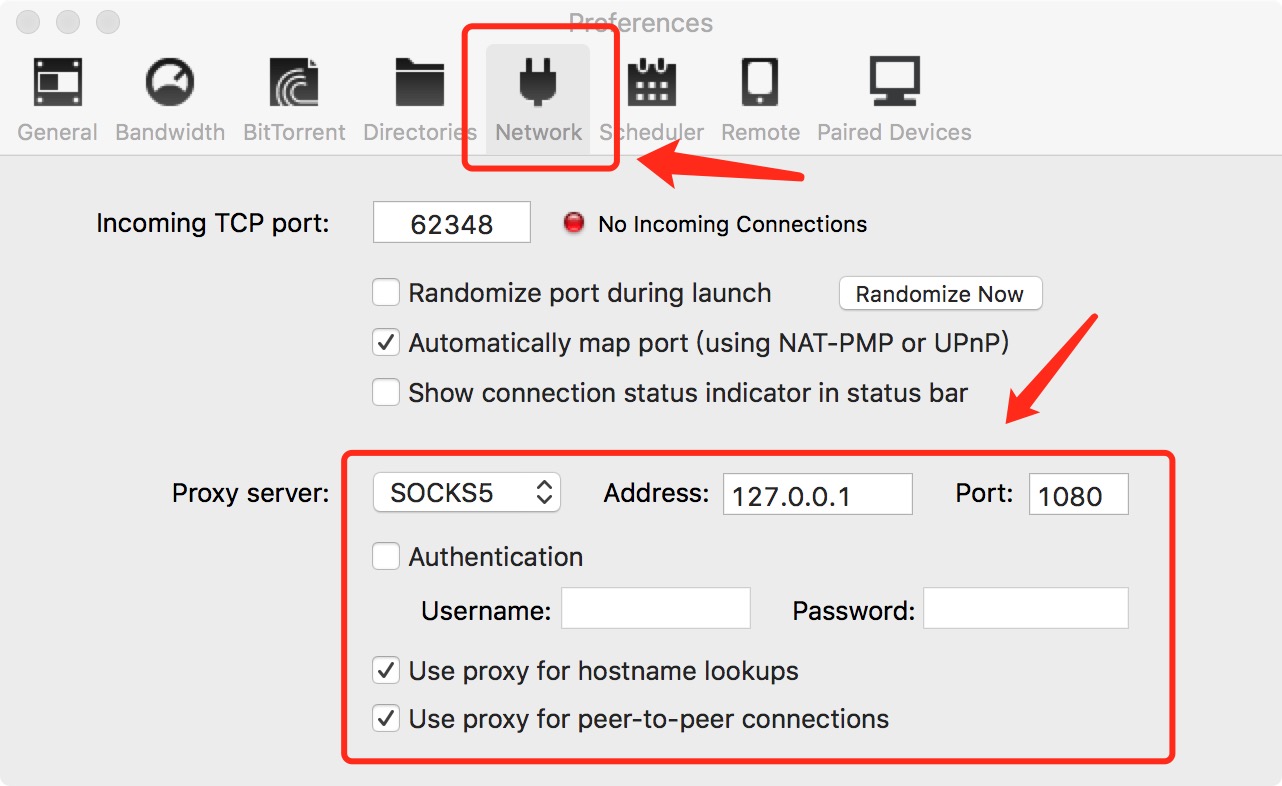 Preferences
General Bandwidth BitTorrent Directories Network Scheduler Remote Paired Devices
Incoming TCP port: 62348 No Incoming Connections
Randomize port during launch Randomize Now
Automatically map port (using NAT-PMP or UPnP)
Show connection status indicator in status bar
Proxy server: SOCKS5 Address: 127.0.0.1 Port: 1080
Authentication
Username: Password:
Use proxy for hostname lookups
Use proxy for peer-to-peer connections